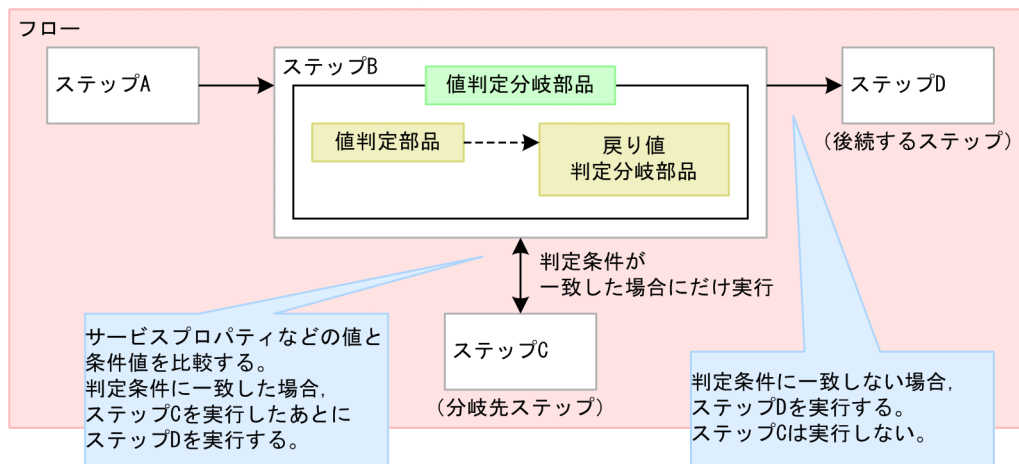 フロー
ステップA
ステップB
値判定分岐部品
値判定部品
戻り値
判定分岐部品
ステップD
(後続するステップ)
判定条件が
一致した場合にだけ実行
ステップC
(分岐先ステップ)
サービスプロパティなどの値と
条件値を比較する。
判定条件に一致した場合,
ステップCを実行したあとに
ステップDを実行する。
判定条件に一致しない場合,
ステップDを実行する。
ステップCは実行しない。